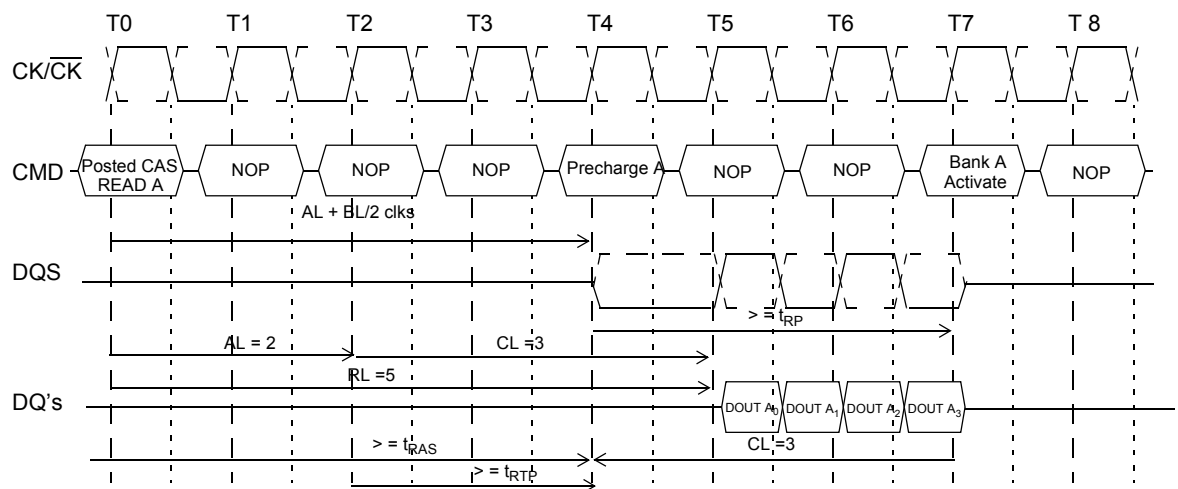 T0 T1 T2 T3 T4 T5 T6 T7 T 8
CK/CK
CMD
Posted CAS
READ A
NOP
NOP
NOP
Precharge A
NOP
NOP
Bank A
Activate
NOP
AL + BL/2 clks
DQS
> = tRP
AL = 2
CL =3
RL =5
DQ's
DOUT A0
DOUT A1
DOUT A2
DOUT A3
> = tRAS
CL =3
> = tRTP